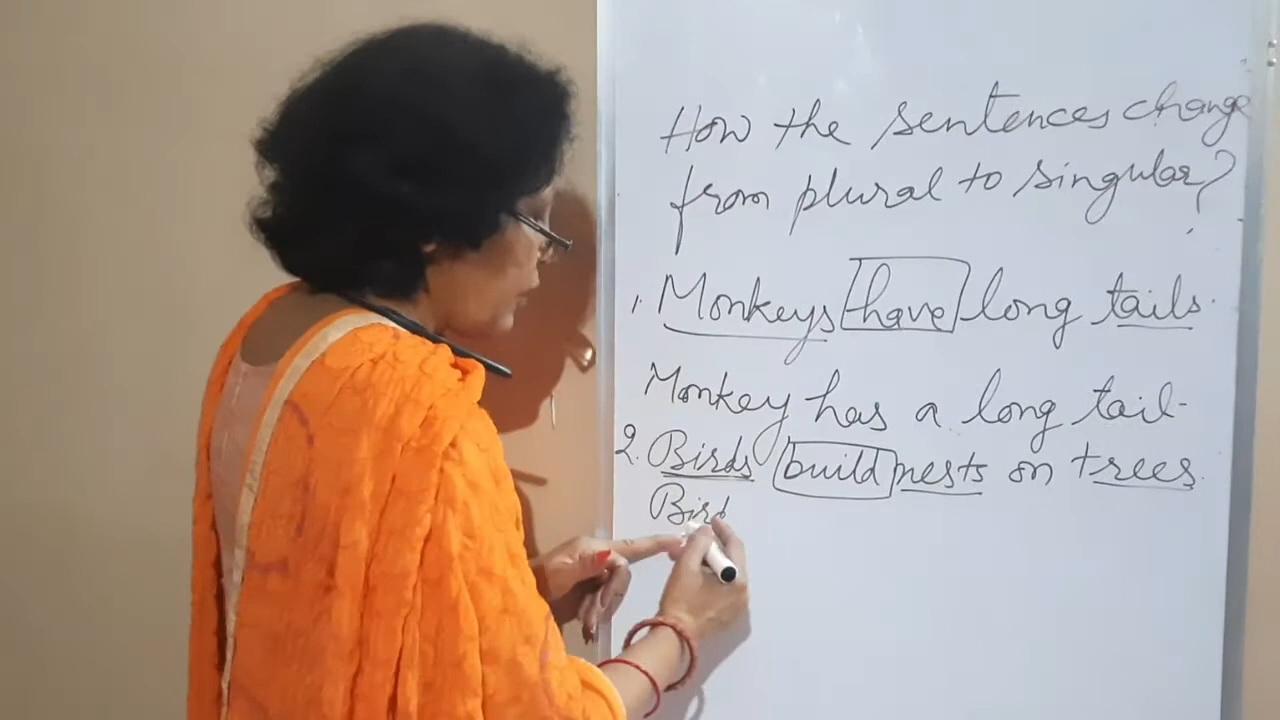 How the sentences change
from plural to singular?
1. Monkeys have long tails.
Monkey has a long tail.
2. Birds build nests on trees.
Bird